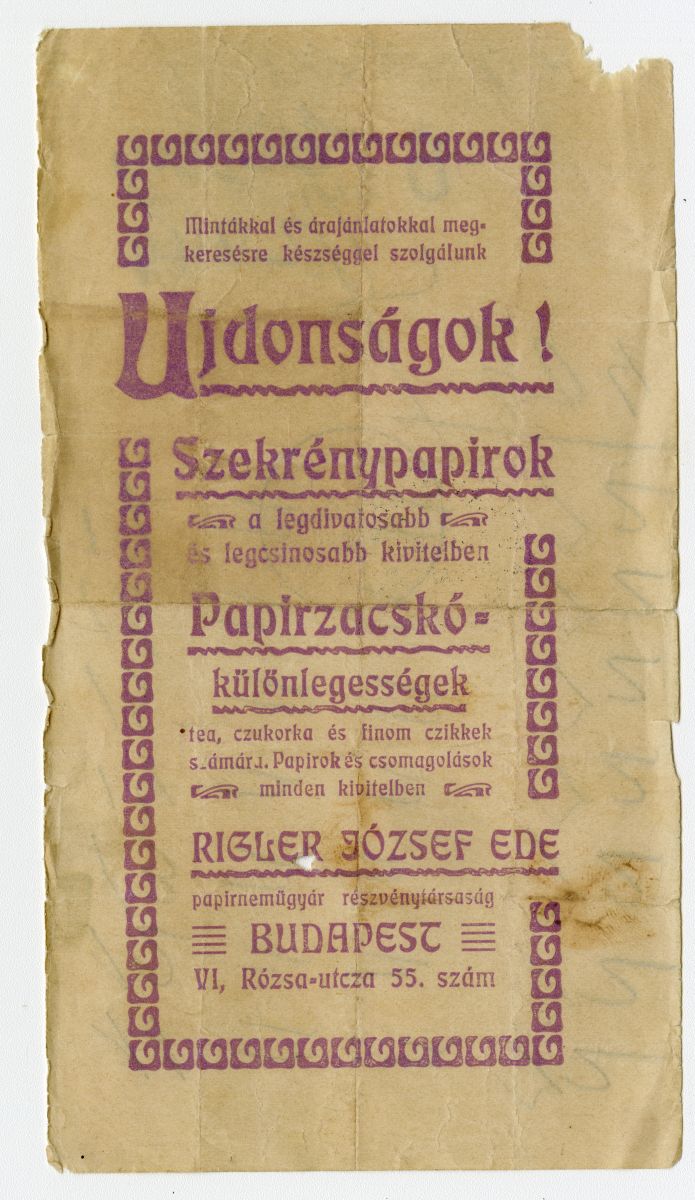 Mintákkal és árajánlatokkal meg-
keresésre készséggel szolgálunk
Ujdonságok!
Szekrénypapirok
a legdivatosabb
és legcsinosabb kivitelben
Papirzacskó-
különlegességek
tea, czukorka és finom czikkek
számára. Papirok és csomagolások
minden kivitelben
RIGLER JÓZSEF EDE
papirneműgyár részvénytársaság
BUDAPEST
VI, Rózsa-utcza 55. szám